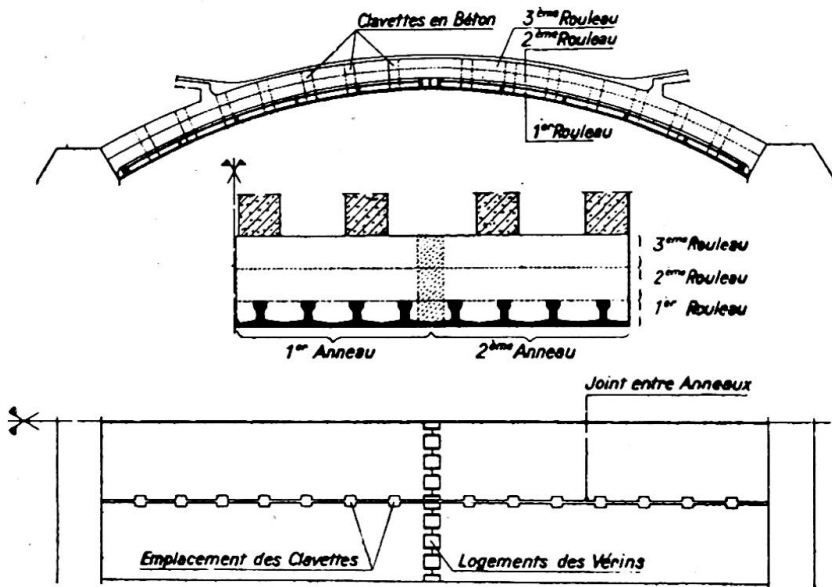 Clavettes en Béton
3ème Rouleau
2ème Rouleau
1er Rouleau
3ème Rouleau
2ème Rouleau
1er Rouleau
1er Anneau
2ème Anneau
Joint entre Anneaux
Emplacement des Clavettes
Logements des Vérins